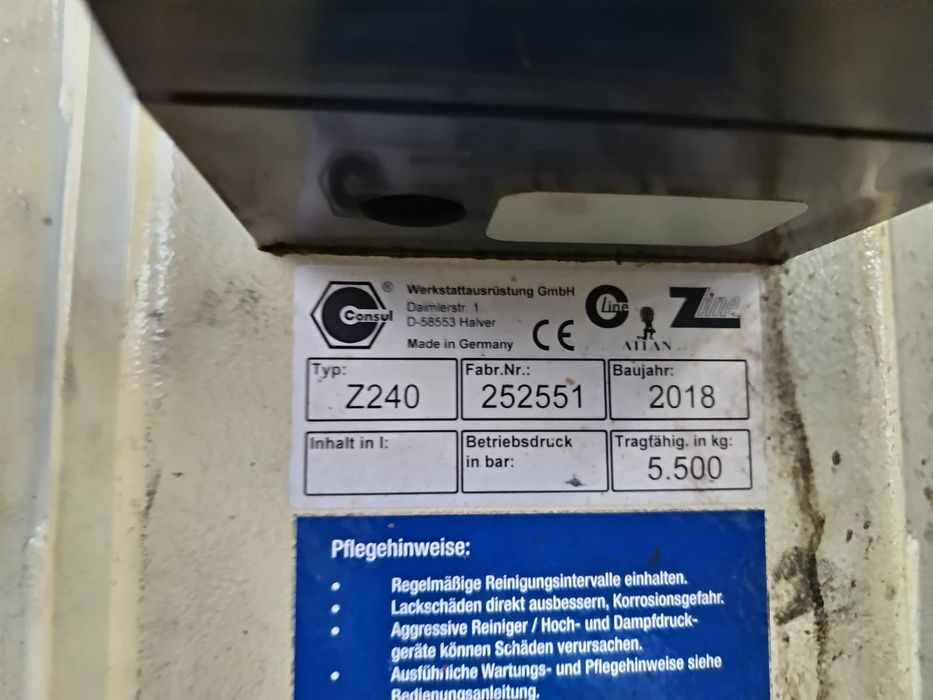 Consul ®
Werkstattausrüstung GmbH
Daimlerstr. 1
D-58553 Halver
Made in Germany
CE
C Line
ATLAN
Z line
Typ:
Z240
Fabr.Nr.:
252551
Baujahr:
2018
Inhalt in l:
Betriebsdruck
in bar:
Tragfähig. in kg:
5.500
Pflegehinweise:
• Regelmäßige Reinigungsintervalle einhalten.
• Lackschäden direkt ausbessern, Korrosionsgefahr.
• Aggressive Reiniger / Hoch- und Dampfdruck-
geräte können Schäden verursachen.
• Ausführliche Wartungs- und Pflegehinweise siehe
Bedienungsanleitung.